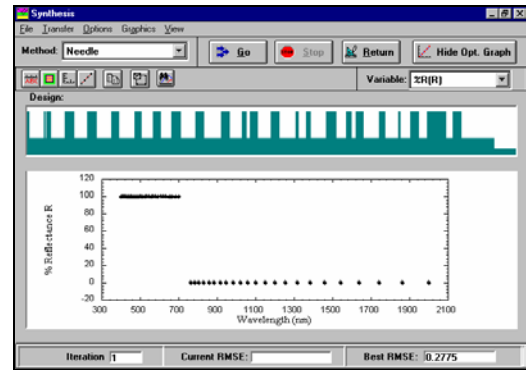 Synthesis
File Transfer Options Graphics View
Method: Needle Go Stop Return Hide Opt. Graph
Variable: %R(R)
Design:
120
100
80
60
40
20
0
-20
% Reflectance R
300 500 700 900 1100 1300 1500 1700 1900 2100
Wavelength (nm)
Iteration 1 Current RMSE: Best RMSE: 0.2775